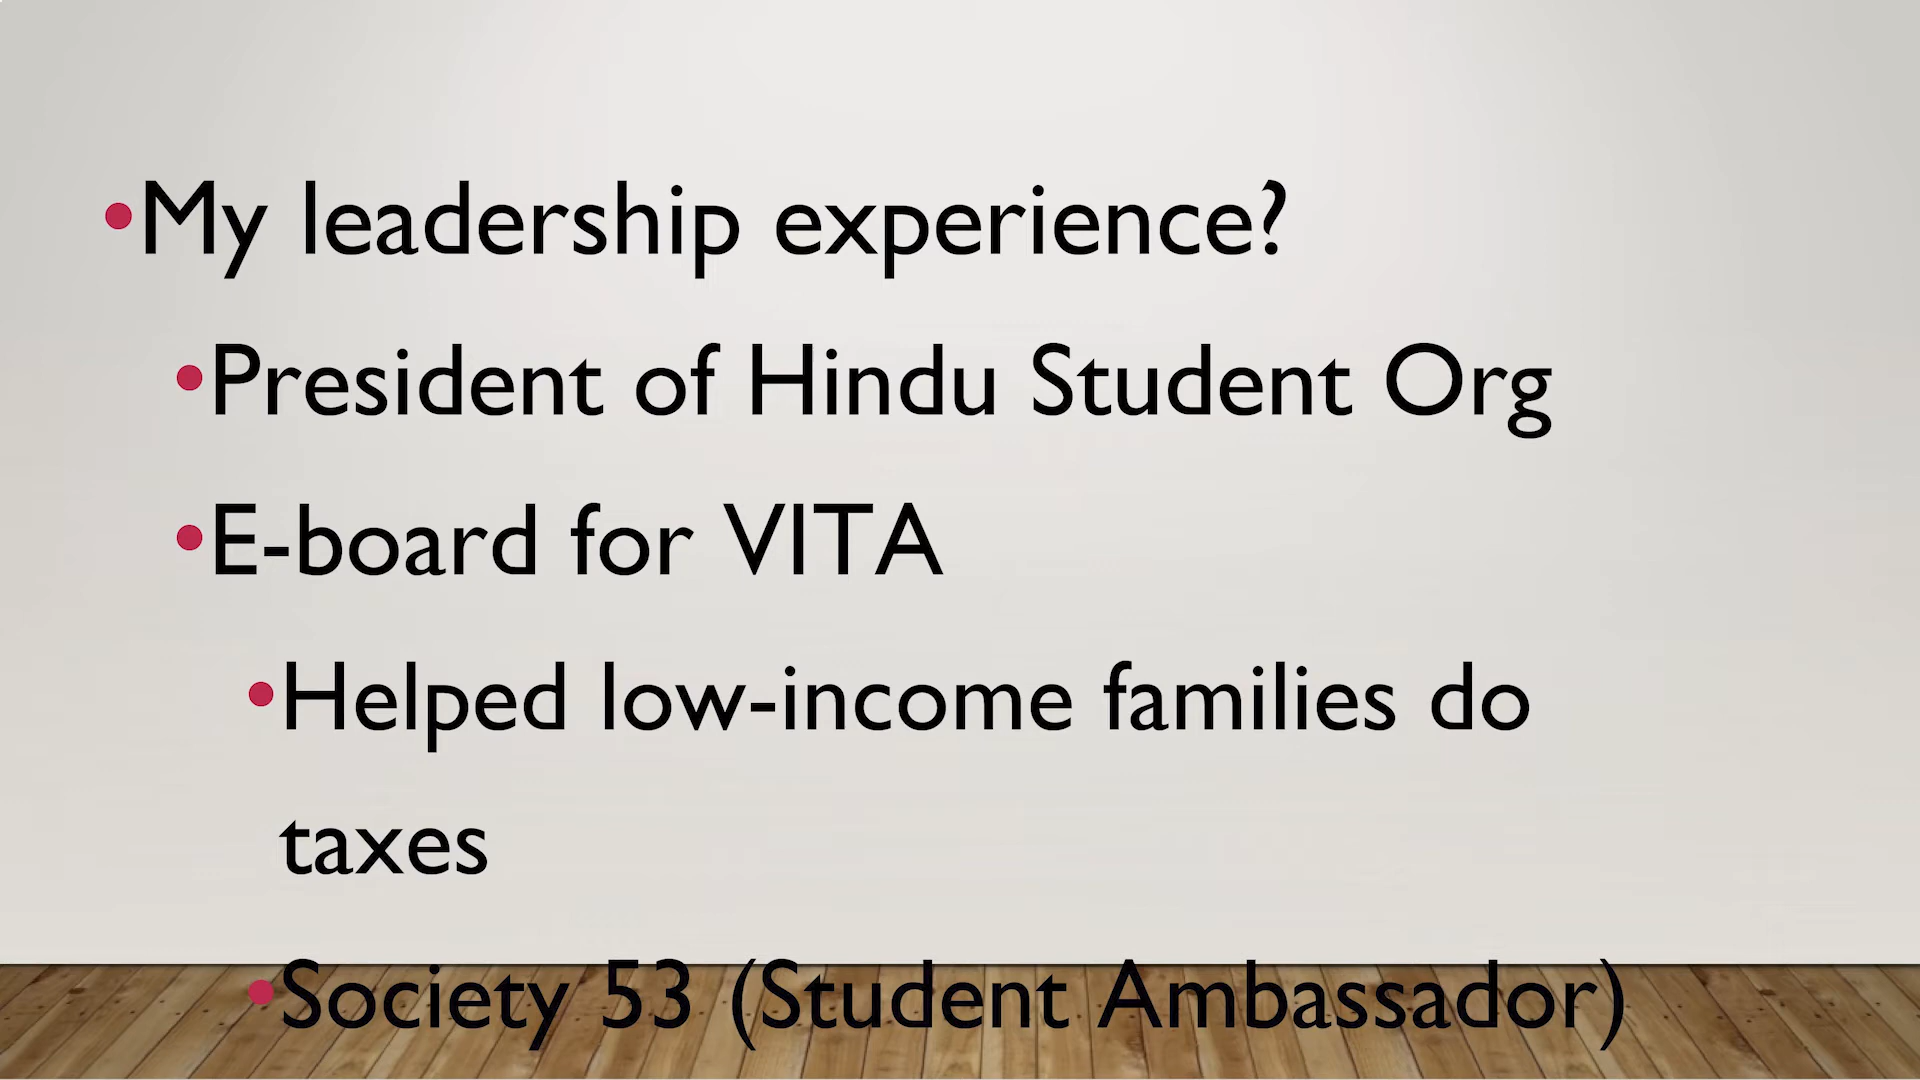 •My leadership experience?
•President of Hindu Student Org
•E-board for VITA
•Helped low-income families do
taxes
•Society 53 (Student Ambassador)